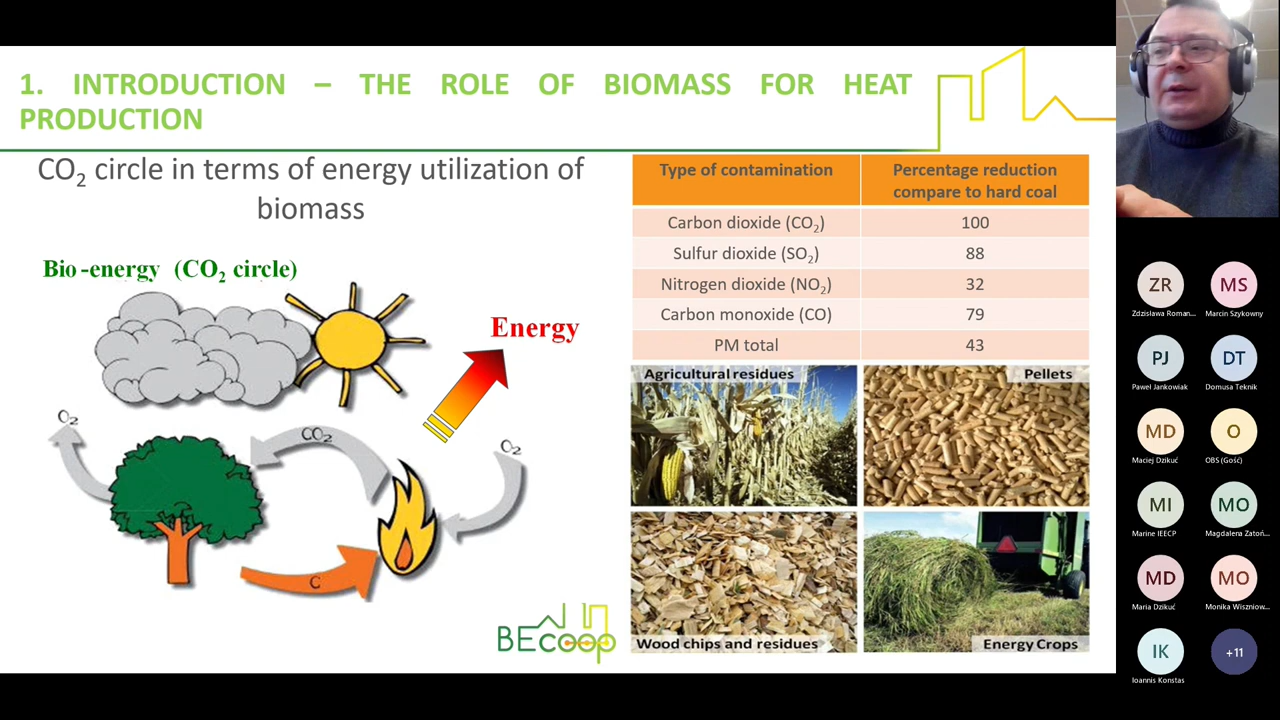 1. INTRODUCTION – THE ROLE OF BIOMASS FOR HEAT
PRODUCTION
CO₂ circle in terms of energy utilization of
biomass
Bio-energy (CO₂ circle)
Energy
O₂
CO₂
O₂
C
BECOOP
Type of contamination
Percentage reduction
compare to hard coal
Carbon dioxide (CO₂)
100
Sulfur dioxide (SO₂)
88
Nitrogen dioxide (NO₂)
32
Carbon monoxide (CO)
79
PM total
43
Agricultural residues
Pellets
Wood chips and residues
Energy Crops
ZR
MS
Zdzisława Roman...
Marcin Szykowny
PJ
DT
Paweł Jankowiak
Domusa Teknik
MD
O
Maciej Dzikuć
OBS (Gość)
MI
MO
Marine IEECP
Magdalena Zatoń...
MD
MO
Maria Dzikuć
Monika Wiszniow...
IK
+11
Ioannis Konstas